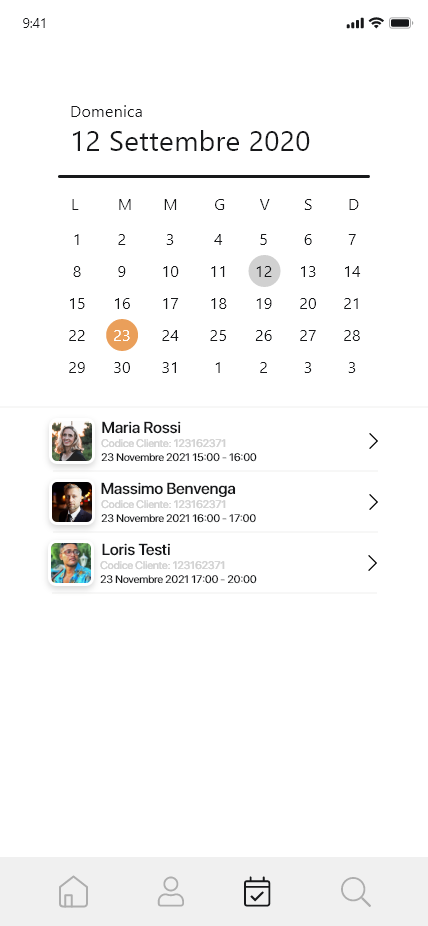 9:41
Domenica
12 Settembre 2020
L M M G V S D
1 2 3 4 5 6 7
8 9 10 11 12 13 14
15 16 17 18 19 20 21
22 23 24 25 26 27 28
29 30 31 1 2 3 3
Maria Rossi
Codice Cliente: 123162371
23 Novembre 2021 15:00 - 16:00
Massimo Benvenga
Codice Cliente: 123162371
23 Novembre 2021 16:00 - 17:00
Loris Testi
Codice Cliente: 123162371
23 Novembre 2021 17:00 - 20:00